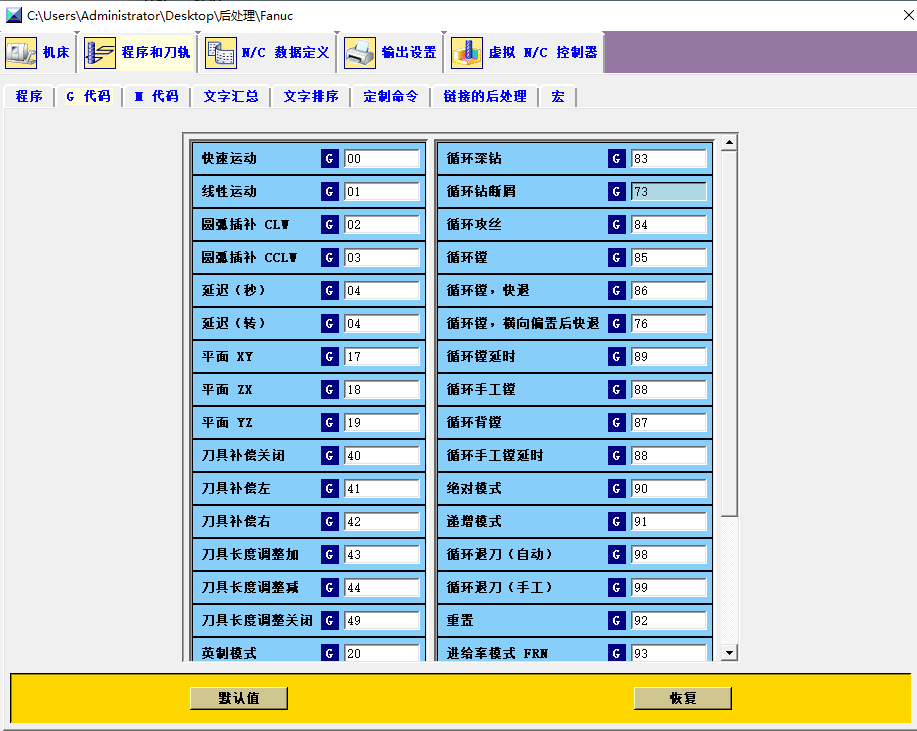 C:\Users\Administrator\Desktop\后处理\Fanuc
机床 程序和刀轨 N/C 数据定义 输出设置 虚拟 N/C 控制器
程序 G 代码 M 代码 文字汇总 文字排序 定制命令 链接的后处理 宏
快速运动 G 00 循环深钻 G 83
线性运动 G 01 循环钻断屑 G 73
圆弧插补 CLW G 02 循环攻丝 G 84
圆弧插补 CCLW G 03 循环镗 G 85
延迟（秒） G 04 循环镗，快退 G 86
延迟（转） G 04 循环镗，横向偏置后快退 G 76
平面 XY G 17 循环镗延时 G 89
平面 ZX G 18 循环手工镗 G 88
平面 YZ G 19 循环背镗 G 87
刀具补偿关闭 G 40 循环手工镗延时 G 88
刀具补偿左 G 41 绝对模式 G 90
刀具补偿右 G 42 递增模式 G 91
刀具长度调整加 G 43 循环退刀（自动） G 98
刀具长度调整减 G 44 循环退刀（手工） G 99
刀具长度调整关闭 G 49 重置 G 92
英制模式 G 20 进给率模式 FRN G 93
默认值 恢复